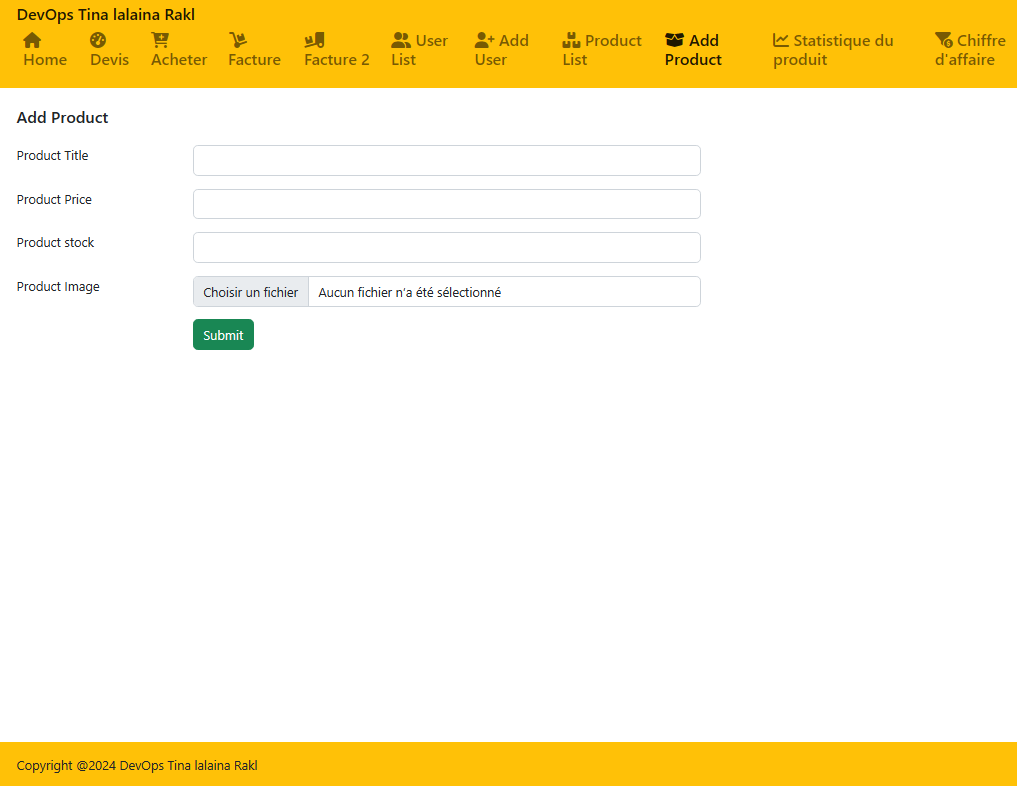 DevOps Tina lalaina Rakl
Home
Devis
Acheter
Facture
Facture 2
User
List
Add
User
Product
List
Add
Product
Statistique du
produit
Chiffre
d'affaire
Add Product
Product Title
Product Price
Product stock
Product Image
Choisir un fichier
Aucun fichier n'a été sélectionné
Submit
Copyright @2024 DevOps Tina lalaina Rakl